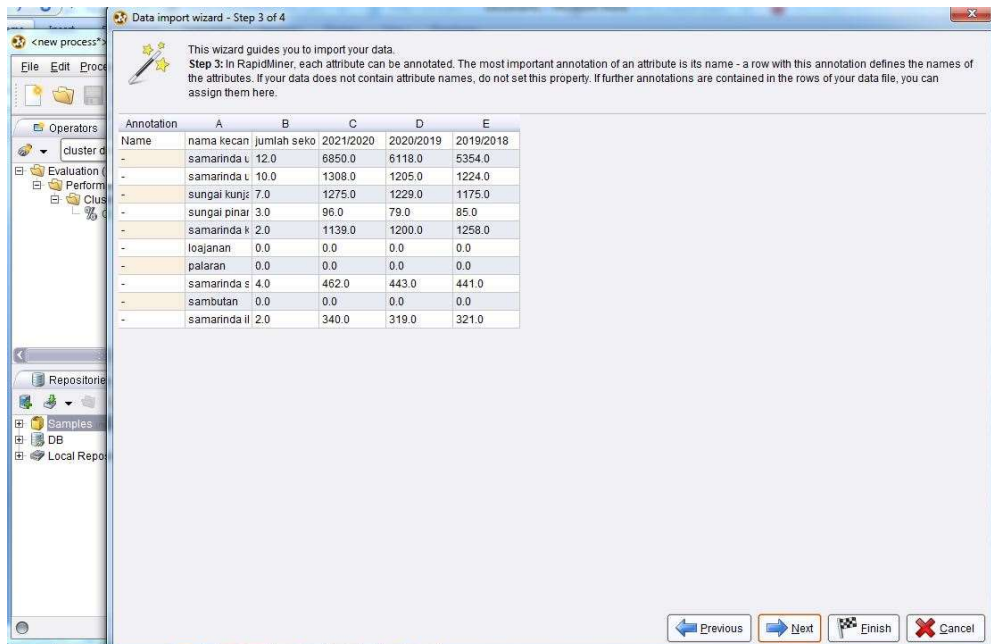 Data import wizard - Step 3 of 4
<new process*>
File Edit Proce
This wizard guides you to import your data.
Step 3: In RapidMiner, each attribute can be annotated. The most important annotation of an attribute is its name - a row with this annotation defines the names of
the attributes. If your data does not contain attribute names, do not set this property. If further annotations are contained in the rows of your data file, you can
assign them here.
Operators
cluster d
Evaluation (
Perform
Clus
Annotation A B C D E
Name nama kecan jumlah seko 2021/2020 2020/2019 2019/2018
- samarinda u 12.0 6850.0 6118.0 5354.0
- samarinda u 10.0 1308.0 1205.0 1224.0
- sungai kunja 7.0 1275.0 1229.0 1175.0
- sungai pinar 3.0 96.0 79.0 85.0
- samarinda k 2.0 1139.0 1200.0 1258.0
- loajanan 0.0 0.0 0.0 0.0
- palaran 0.0 0.0 0.0 0.0
- samarinda s 4.0 462.0 443.0 441.0
- sambutan 0.0 0.0 0.0 0.0
- samarinda il 2.0 340.0 319.0 321.0
Repositorie
Samples
DB
Local Repo
Previous Next Finish Cancel